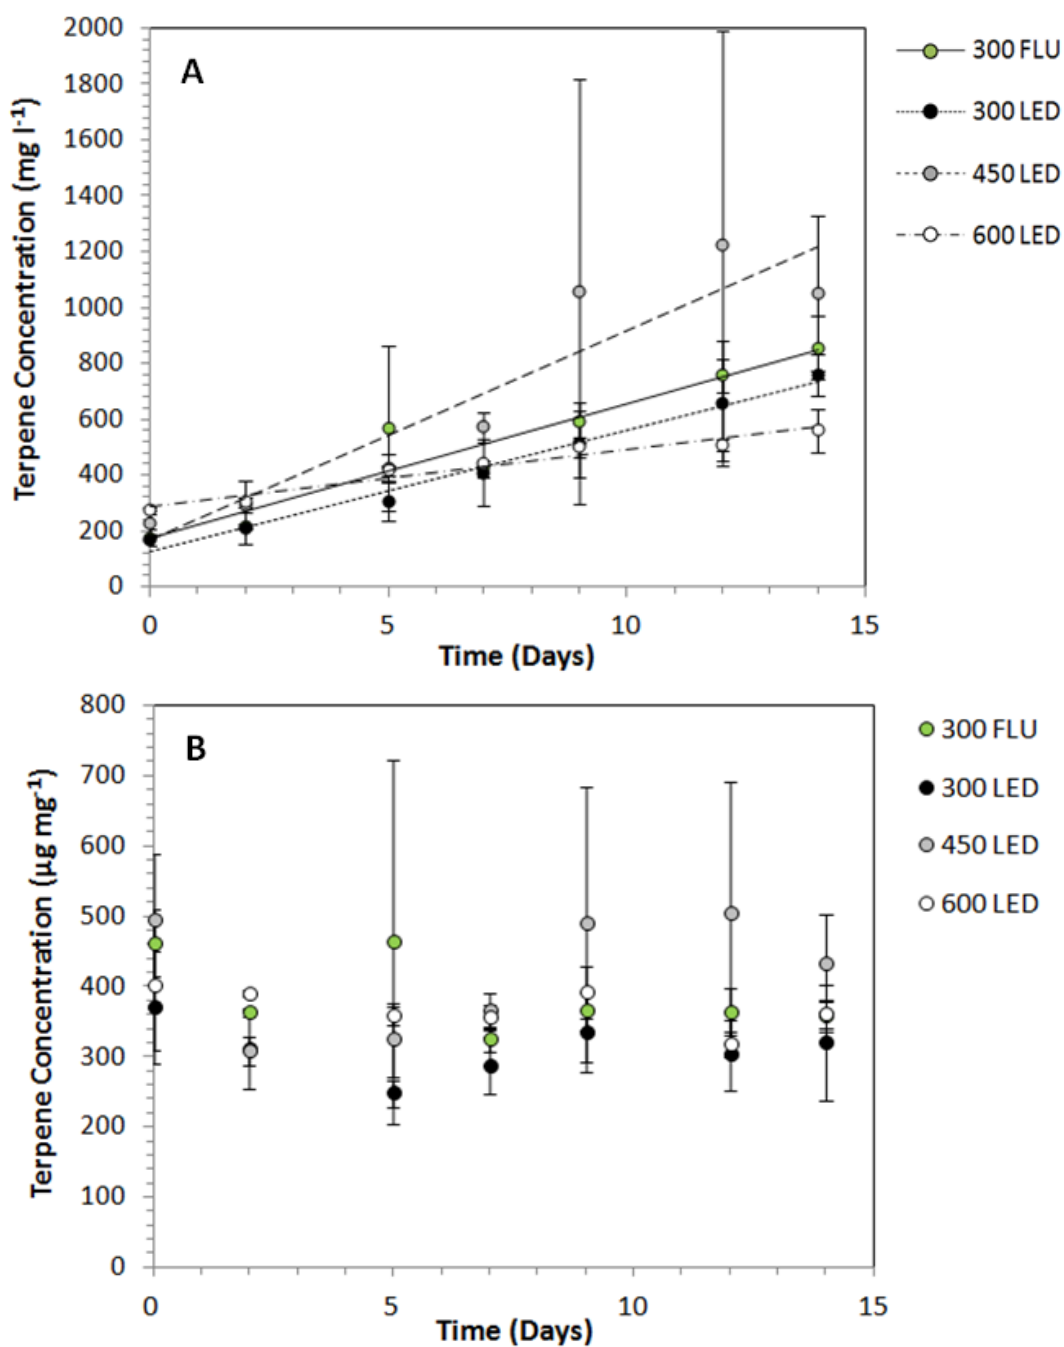 A
Terpene Concentration (mg l-1)
2000
1800
1600
1400
1200
1000
800
600
400
200
0
0 5 10 15
Time (Days)
300 FLU
300 LED
450 LED
600 LED
B
Terpene Concentration (µg mg-1)
800
700
600
500
400
300
200
100
0
0 5 10 15
Time (Days)
300 FLU
300 LED
450 LED
600 LED